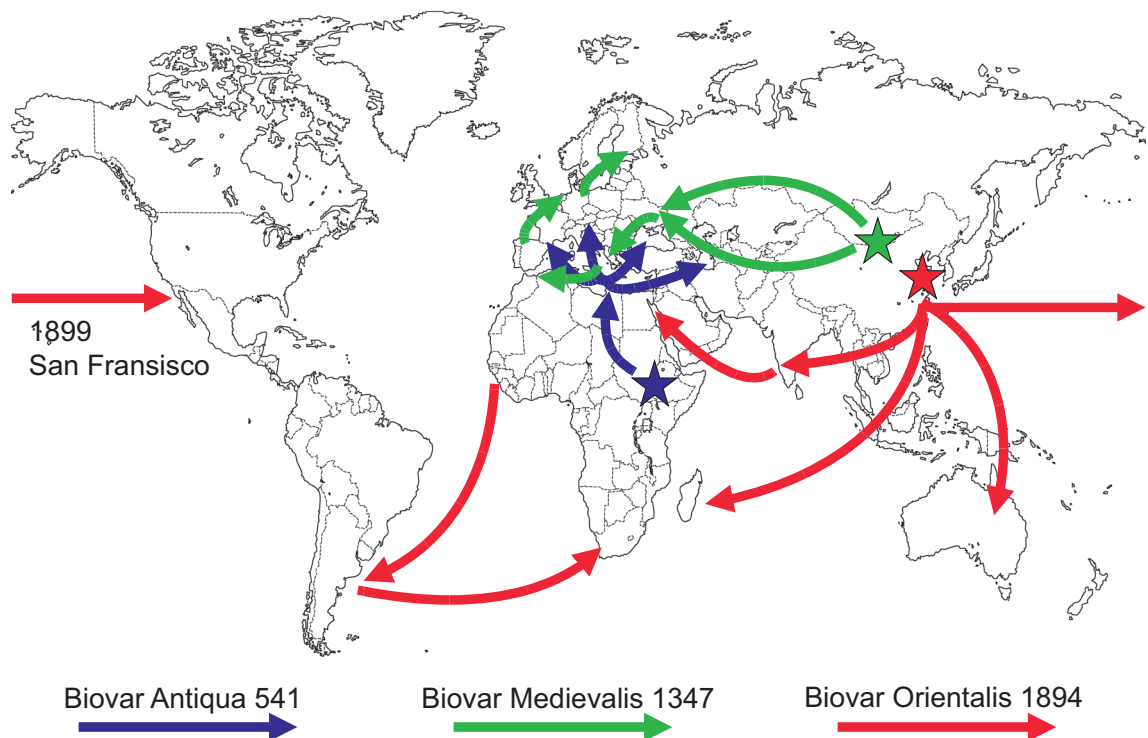 1899
San Fransisco
Biovar Antiqua 541
Biovar Medievalis 1347
Biovar Orientalis 1894